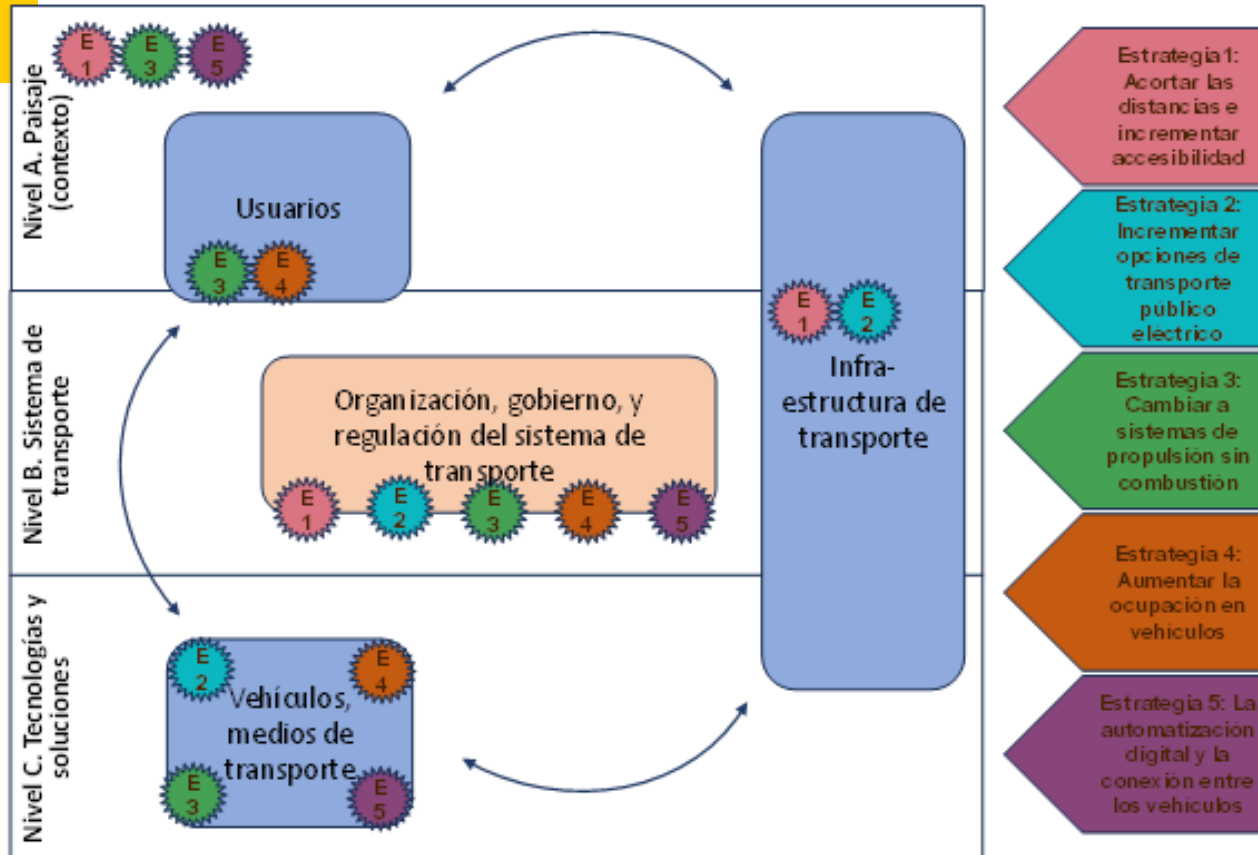 Nivel A. Paisaje
(contexto)
E
1
E
3
E
5
Usuarios
E
3
E
4
Nivel B. Sistema de
transporte
Organización, gobierno, y
regulación del sistema de
transporte
E
1
E
2
E
3
E
4
E
5
E
1
E
2
Infra-
estructura de
transporte
Nivel C. Tecnologías y
soluciones
E
2
E
4
Vehículos,
medios de
transporte
E
3
E
5
Estrategia1:
Acortar las
distancias e
incrementar
accesibilidad
Estrategia 2:
Incrementar
opciones de
transporte
público
eléctrico
Estrategia 3:
Cambiar a
sistemas de
propulsión sin
combustión
Estrategia 4:
Aumentar la
ocupación en
vehículos
Estrategia 5: La
automatización
digital y la
conexión entre
los vehículos